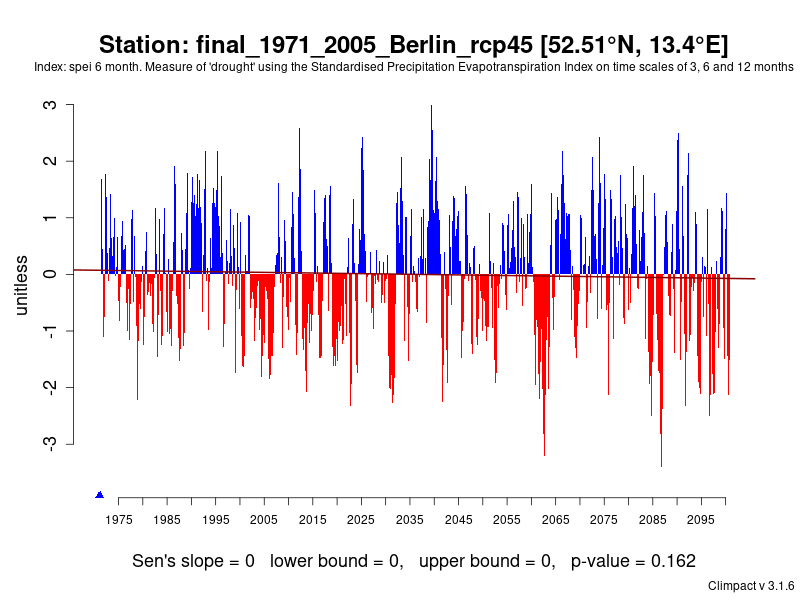 Station: final_1971_2005_Berlin_rcp45 [52.51°N, 13.4°E]
Index: spei 6 month. Measure of 'drought' using the Standardised Precipitation Evapotranspiration Index on time scales of 3, 6 and 12 months
3
2
1
0
-1
-2
-3
unitless
1975 1985 1995 2005 2015 2025 2035 2045 2055 2065 2075 2085 2095
Sen's slope = 0 lower bound = 0, upper bound = 0, p-value = 0.162
Climpact v 3.1.6